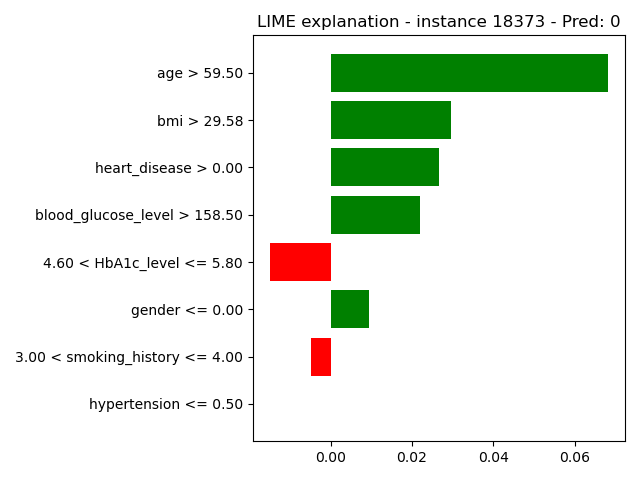 LIME explanation - instance 18373 - Pred: 0
age > 59.50
bmi > 29.58
heart_disease > 0.00
blood_glucose_level > 158.50
4.60 < HbA1c_level <= 5.80
gender <= 0.00
3.00 < smoking_history <= 4.00
hypertension <= 0.50
0.00 0.02 0.04 0.06